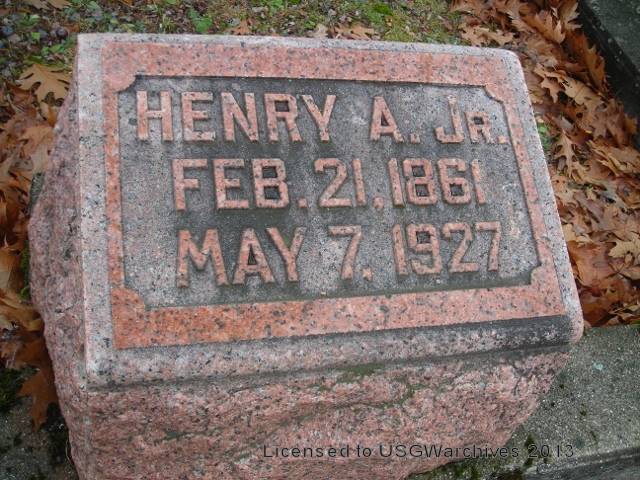 HENRY A. JR.
FEB. 21, 1861
MAY 7, 1927
Licensed to USGWarchives 2013